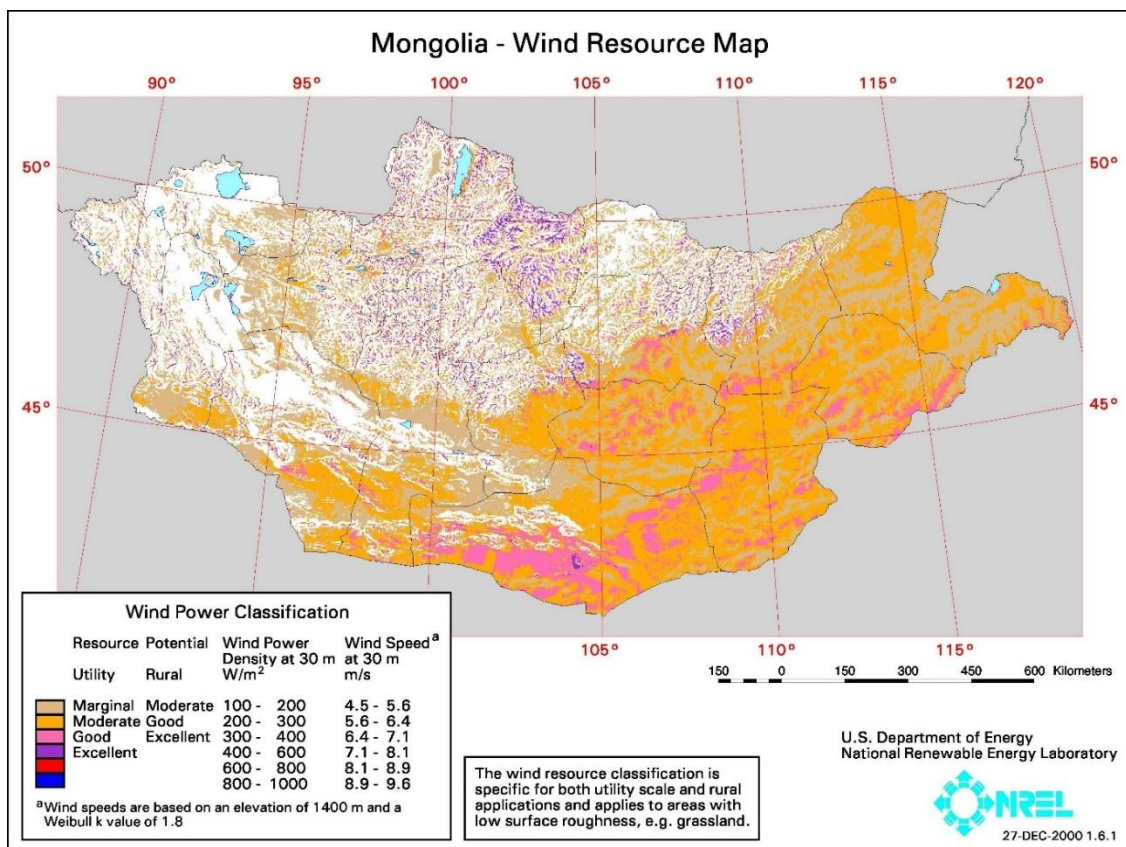 Mongolia - Wind Resource Map
90° 95° 100° 105° 110° 115° 120°
50° 50°
45° 45°
105° 110° 115°
Wind Power Classification
Resource Potential Wind Power Wind Speed a
Density at 30 m at 30 m
Utility Rural W/m2 m/s
Marginal Moderate 100 - 200 4.5 - 5.6
Moderate Good 200 - 300 5.6 - 6.4
Good Excellent 300 - 400 6.4 - 7.1
Excellent 400 - 600 7.1 - 8.1
600 - 800 8.1 - 8.9
800 - 1000 8.9 - 9.6
a Wind speeds are based on an elevation of 1400 m and a
Weibull k value of 1.8
The wind resource classification is
specific for both utility scale and rural
applications and applies to areas with
low surface roughness, e.g. grassland.
150 0 150 300 450 600 Kilometers
U.S. Department of Energy
National Renewable Energy Laboratory
NREL
27-DEC-2000 1.6.1